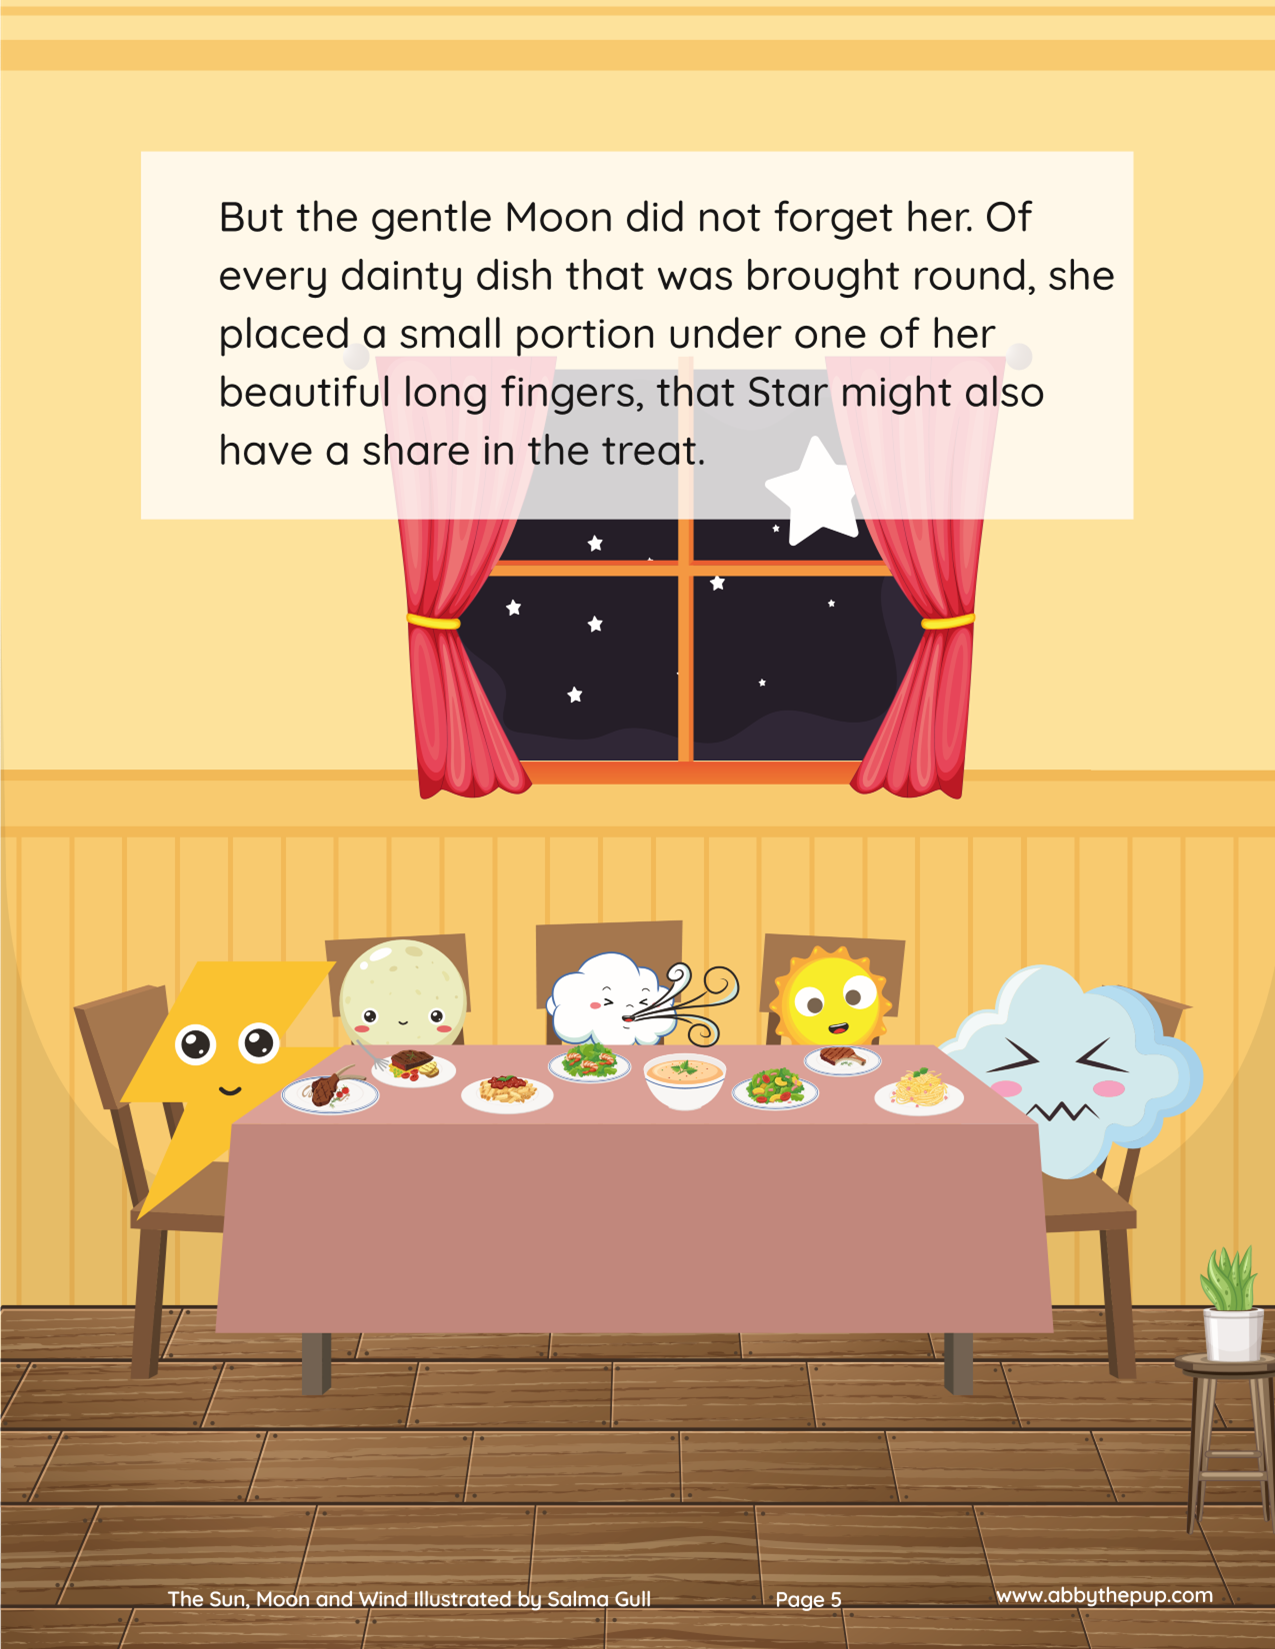 But the gentle Moon did not forget her. Of
every dainty dish that was brought round, she
placed a small portion under one of her
beautiful long fingers, that Star might also
have a share in the treat.
The Sun, Moon and Wind Illustrated by Salma Gull
Page 5
www.abbythepup.com